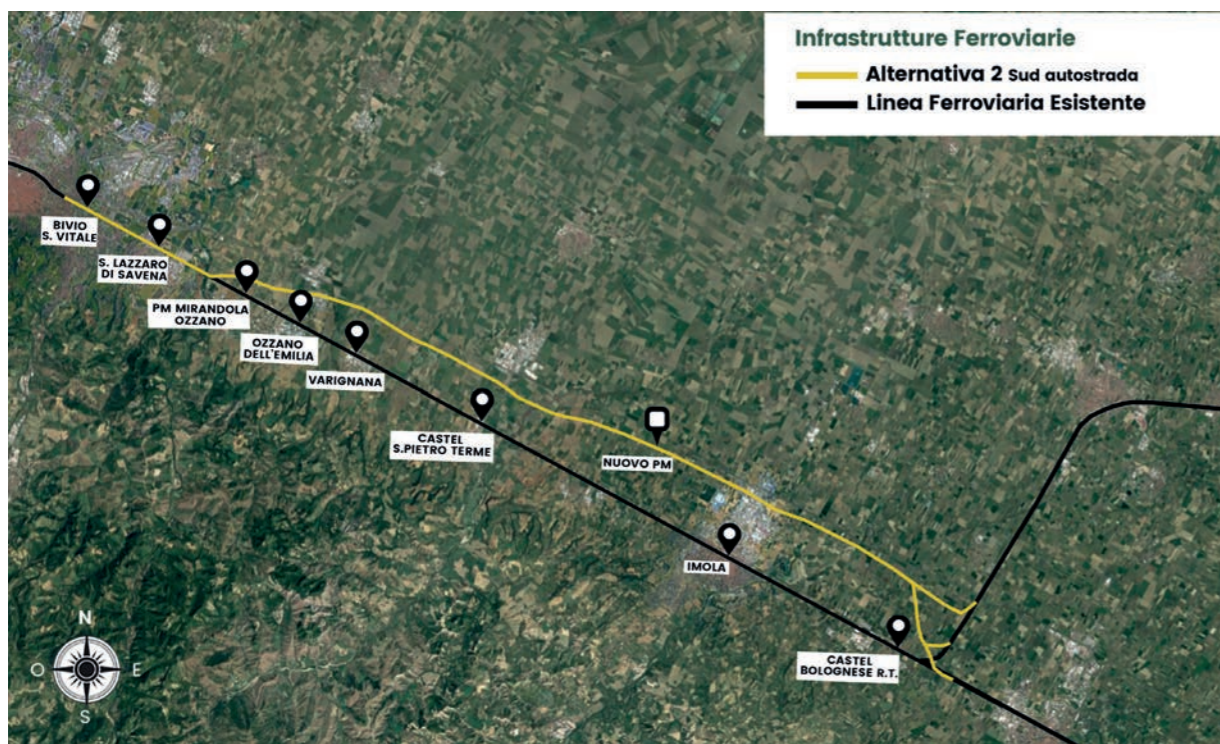 Infrastrutture Ferroviarie
Alternativa 2 Sud autostrada
Linea Ferroviaria Esistente
BIVIO
S. VITALE
S. LAZZARO
DI SAVENA
PM MIRANDOLA
OZZANO
OZZANO
DELL'EMILIA
VARIGNANA
CASTEL
S.PIETRO TERME
NUOVO PM
IMOLA
CASTEL
BOLOGNESE R.T.
N
O
E
S